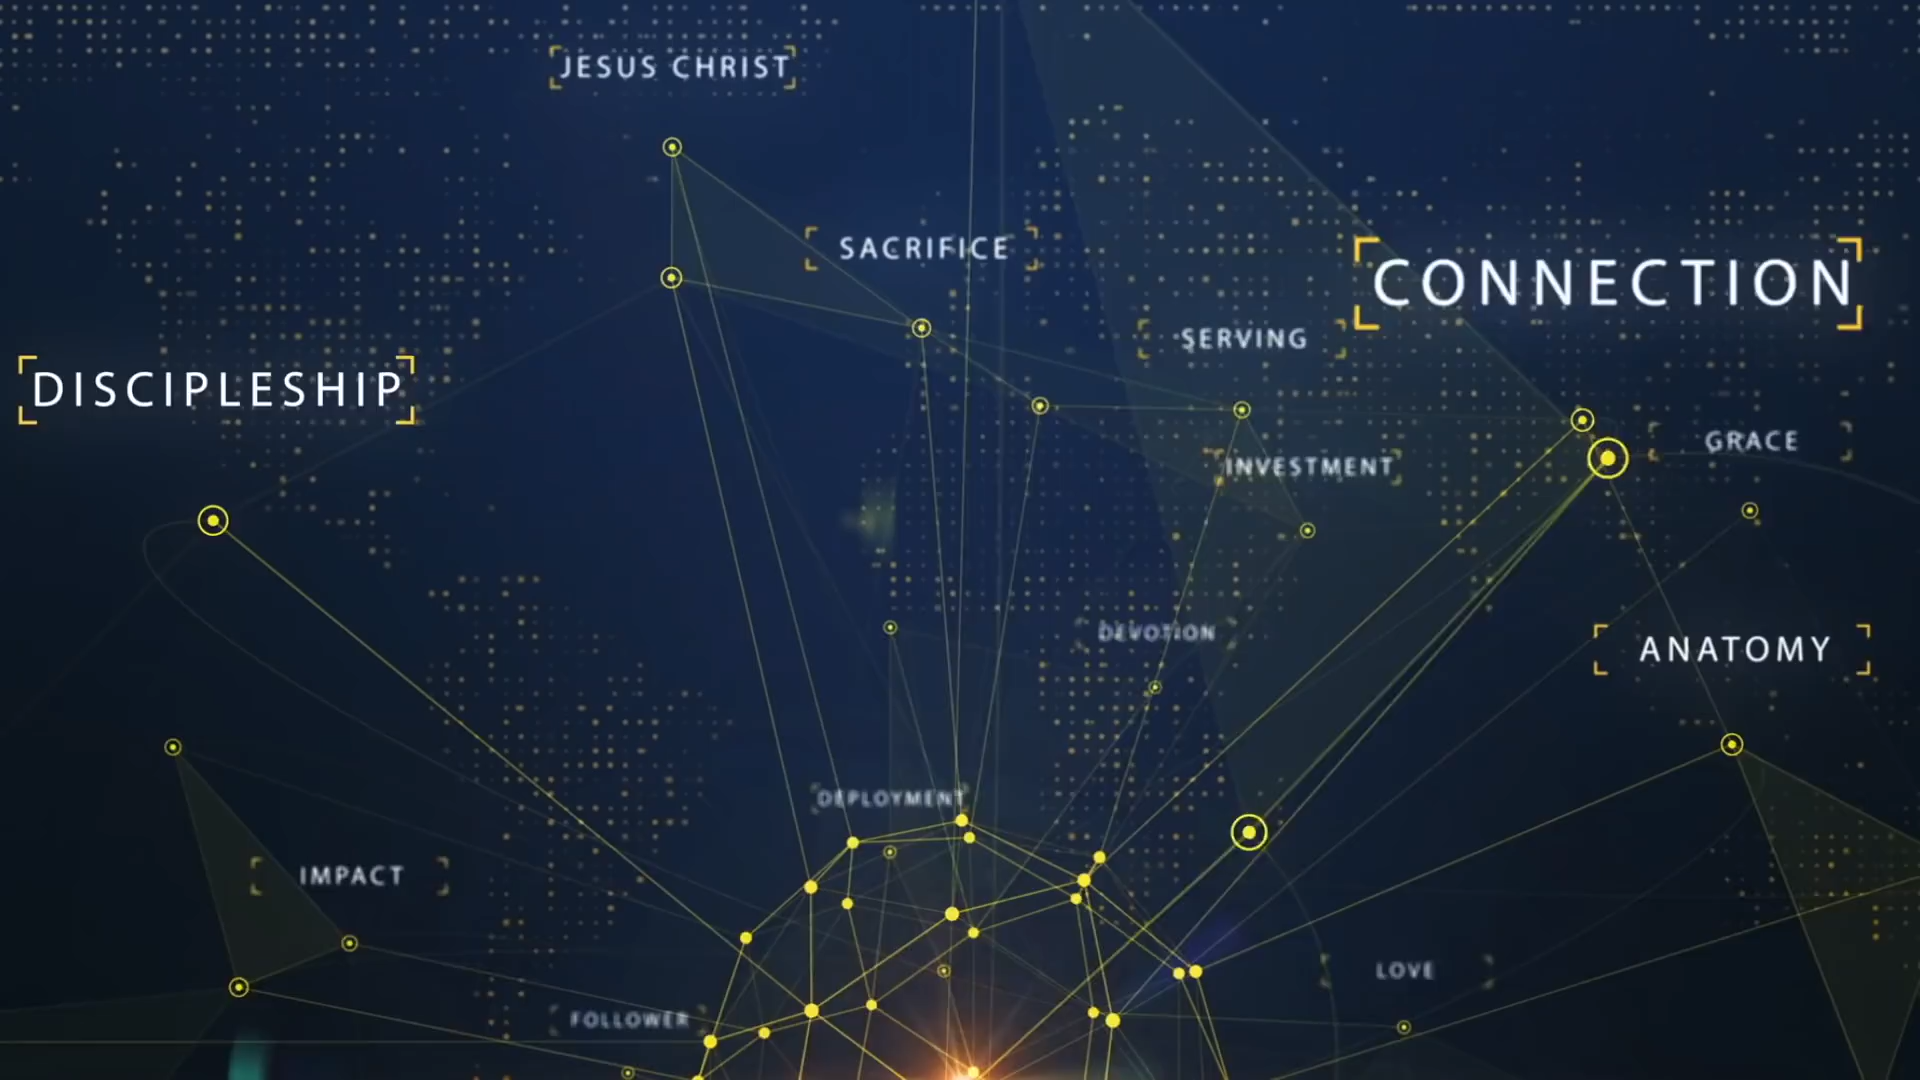 JESUS CHRIST
SACRIFICE
CONNECTION
SERVING
DISCIPLESHIP
GRACE
INVESTMENT
DEVOTION
ANATOMY
DEPLOYMENT
IMPACT
LOVE
FOLLOWER